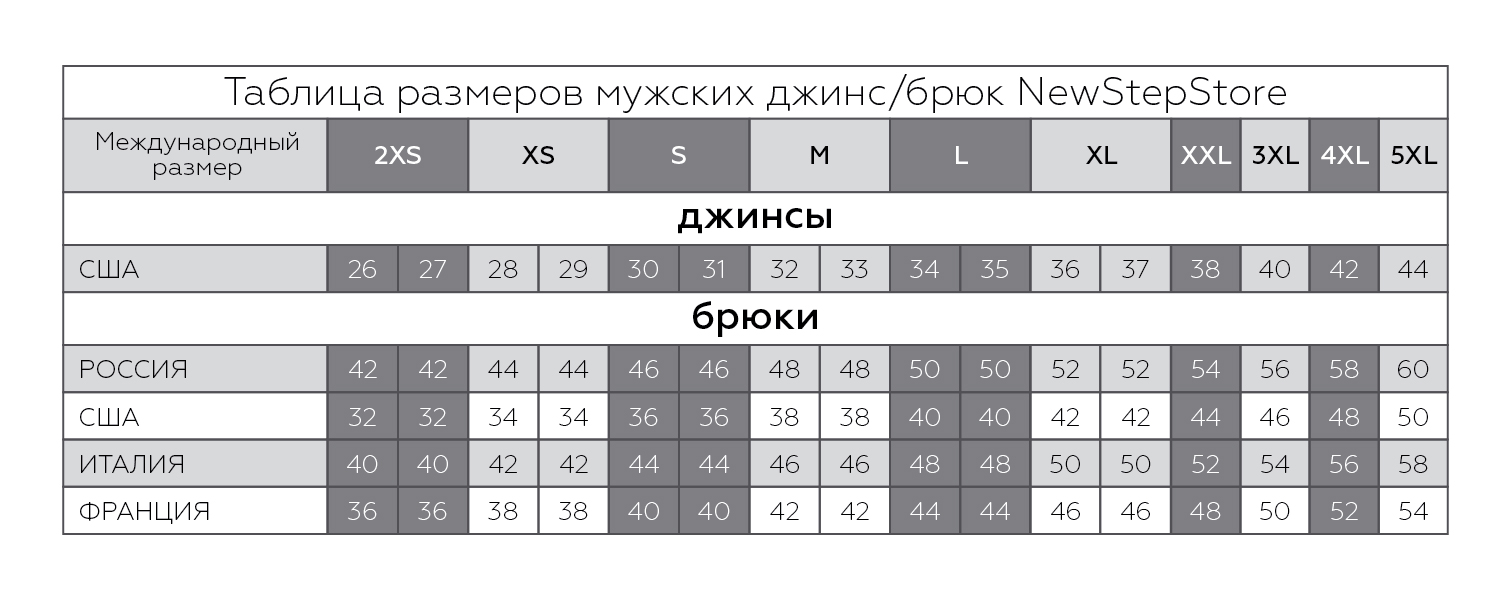 Таблица размеров мужских джинс/брюк NewStepStore
Международный
размер 2XS XS S M L XL XXL 3XL 4XL 5XL
джинсы
США 26 27 28 29 30 31 32 33 34 35 36 37 38 40 42 44
брюки
РОССИЯ 42 42 44 44 46 46 48 48 50 50 52 52 54 56 58 60
США 32 32 34 34 36 36 38 38 40 40 42 42 44 46 48 50
ИТАЛИЯ 40 40 42 42 44 44 46 46 48 48 50 50 52 54 56 58
ФРАНЦИЯ 36 36 38 38 40 40 42 42 44 44 46 46 48 50 52 54